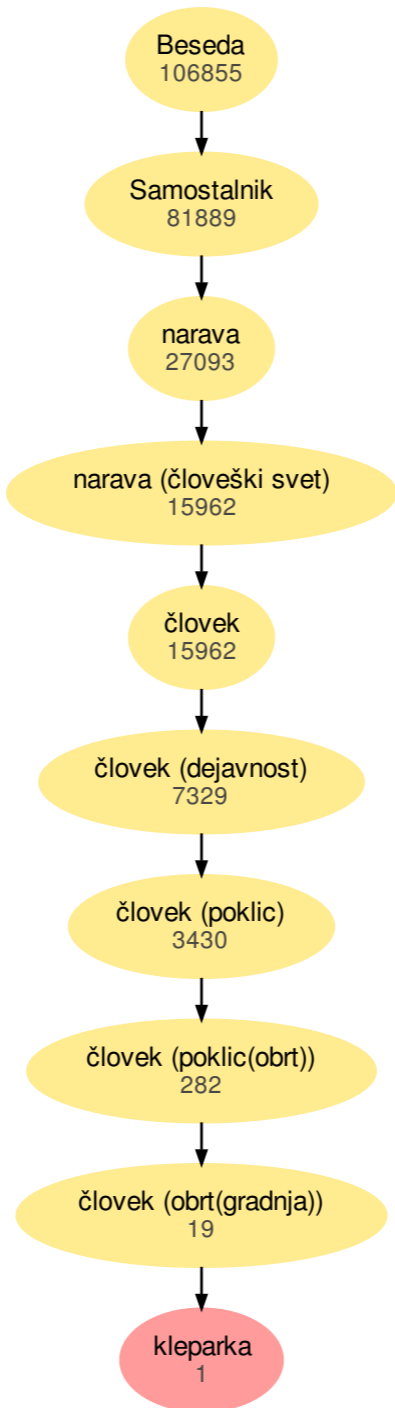 Beseda
106855
Samostalnik
81889
narava
27093
narava (človeški svet)
15962
človek
15962
človek (dejavnost)
7329
človek (poklic)
3430
človek (poklic(obrt))
282
človek (obrt(gradnja))
19
kleparka
1